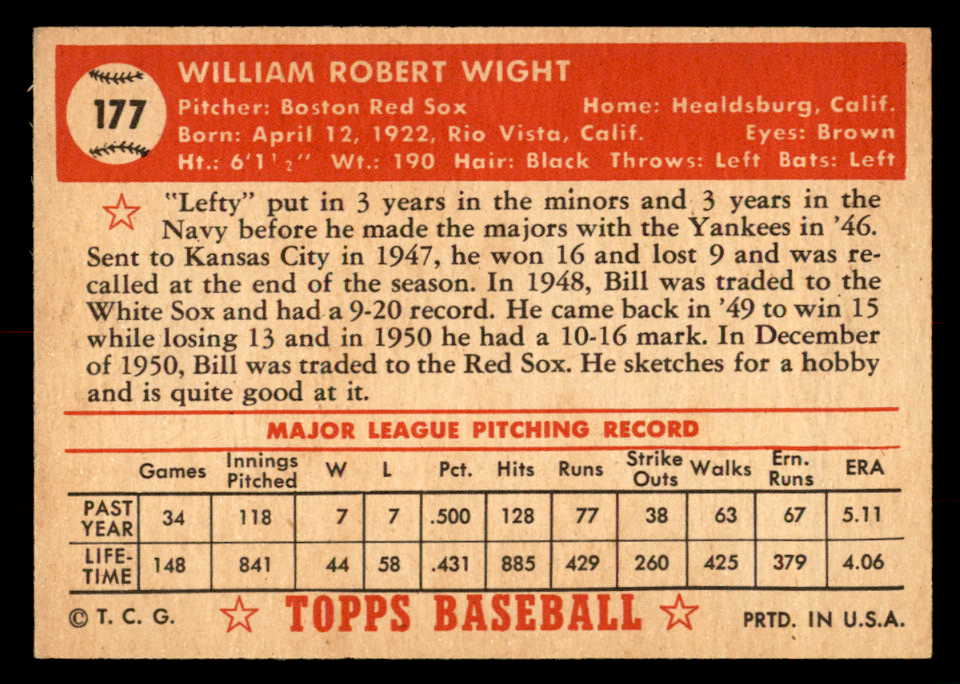 177
WILLIAM ROBERT WIGHT
Pitcher: Boston Red Sox Home: Healdsburg, Calif.
Born: April 12, 1922, Rio Vista, Calif. Eyes: Brown
Ht.: 6'1½" Wt.: 190 Hair: Black Throws: Left Bats: Left
"Lefty" put in 3 years in the minors and 3 years in the
Navy before he made the majors with the Yankees in '46.
Sent to Kansas City in 1947, he won 16 and lost 9 and was re-
called at the end of the season. In 1948, Bill was traded to the
White Sox and had a 9-20 record. He came back in '49 to win 15
while losing 13 and in 1950 he had a 10-16 mark. In December
of 1950, Bill was traded to the Red Sox. He sketches for a hobby
and is quite good at it.
MAJOR LEAGUE PITCHING RECORD
Games Innings Pitched W L Pct. Hits Runs Strike Outs Walks Ern. Runs ERA
PAST YEAR 34 118 7 7 .500 128 77 38 63 67 5.11
LIFE-TIME 148 841 44 58 .431 885 429 260 425 379 4.06
© T. C. G. TOPPS BASEBALL PRTD. IN U.S.A.